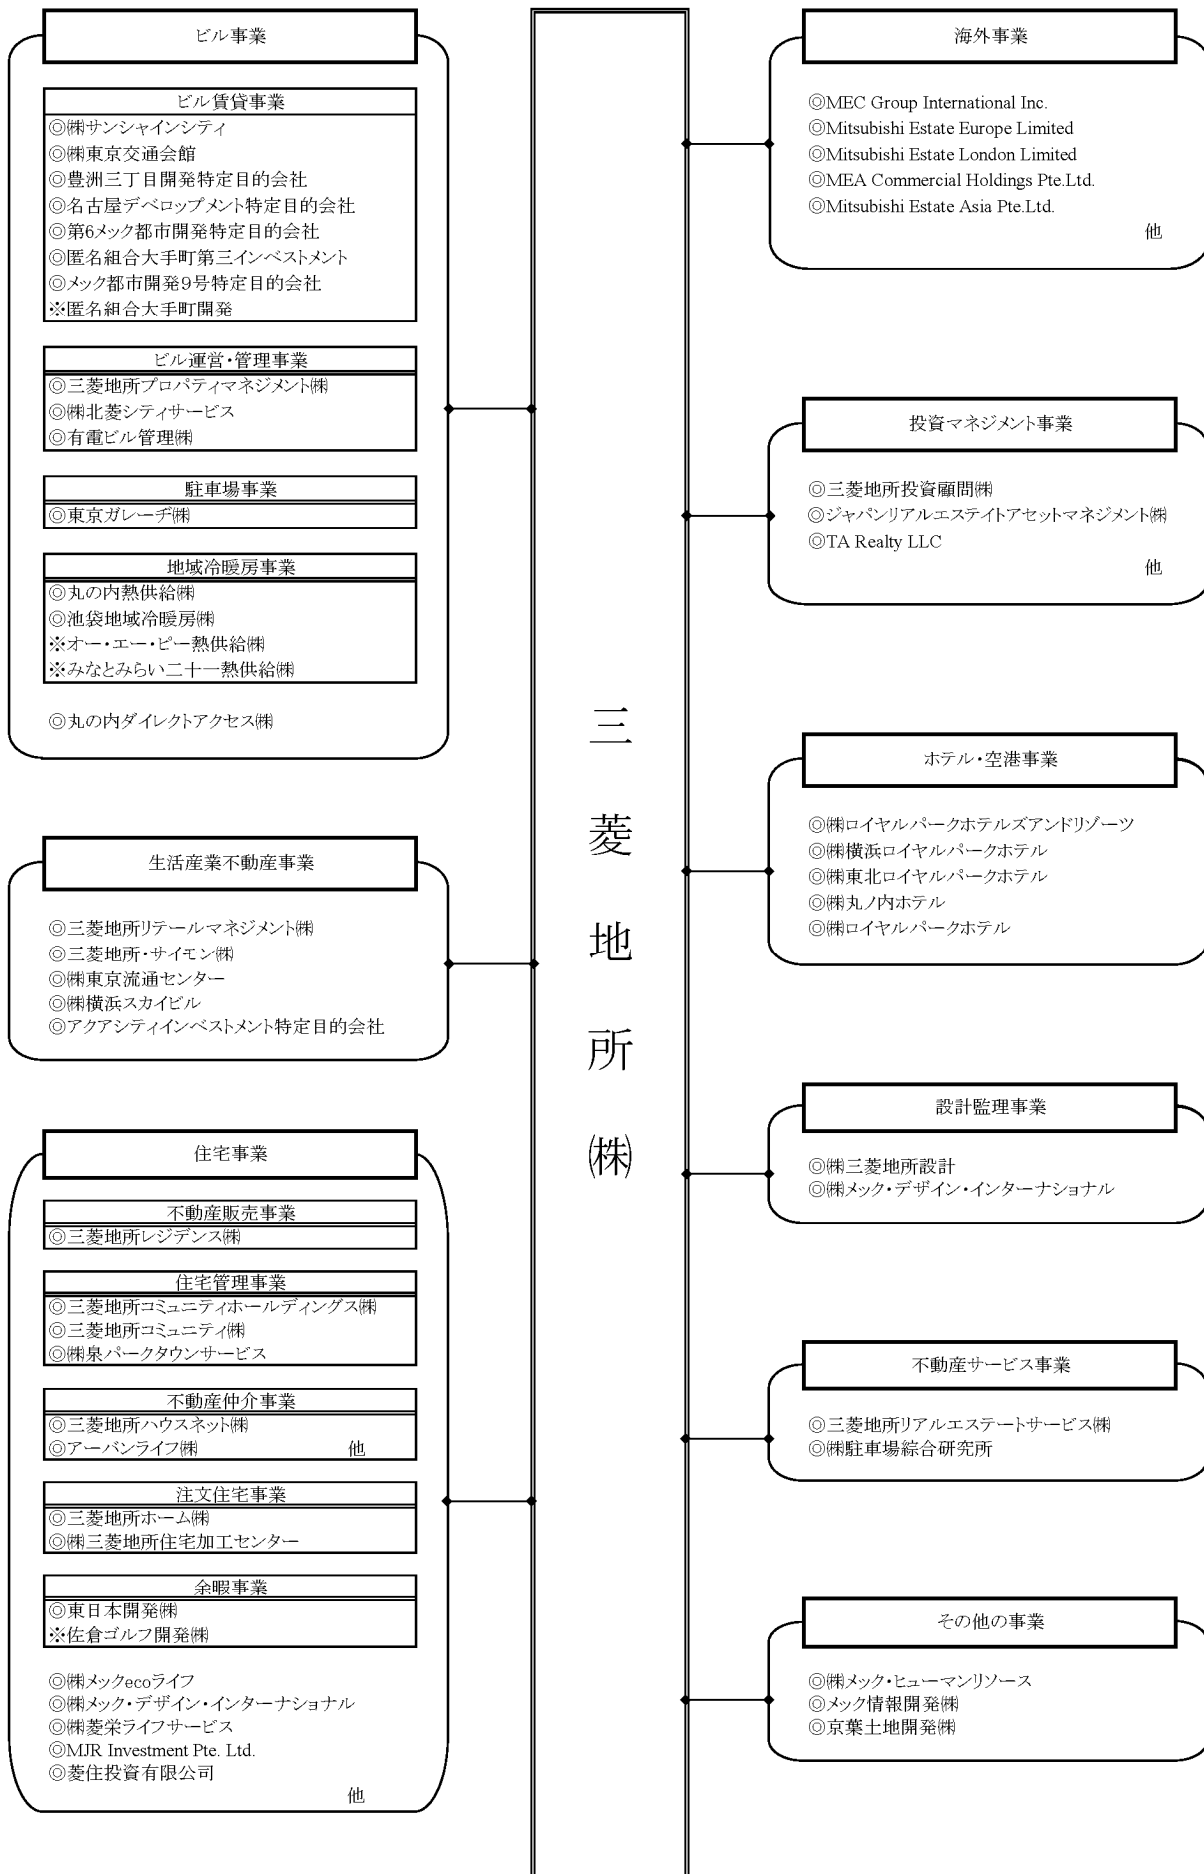 ビル事業
ビル賃貸事業
◎㈱サンシャインシティ
◎㈱東京交通会館
◎豊洲三丁目開発特定目的会社
◎名古屋デベロップメント特定目的会社
◎第6メック都市開発特定目的会社
◎匿名組合大手町第三インベストメント
◎メック都市開発9号特定目的会社
※匿名組合大手町開発
ビル運営・管理事業
◎三菱地所プロパティマネジメント㈱
◎㈱北菱シティサービス
◎有電ビル管理㈱
駐車場事業
◎東京ガレーヂ㈱
地域冷暖房事業
◎丸の内熱供給㈱
◎池袋地域冷暖房㈱
※オー・エー・ピー熱供給㈱
※みなとみらい二十一熱供給㈱
◎丸の内ダイレクトアクセス㈱
生活産業不動産事業
◎三菱地所リテールマネジメント㈱
◎三菱地所・サイモン㈱
◎㈱東京流通センター
◎㈱横浜スカイビル
◎アクアシティインベストメント特定目的会社
住宅事業
不動産販売事業
◎三菱地所レジデンス㈱
住宅管理事業
◎三菱地所コミュニティホールディングス㈱
◎三菱地所コミュニティ㈱
◎㈱泉パークタウンサービス
不動産仲介事業
◎三菱地所ハウスネット㈱
◎アーバンライフ㈱ 他
注文住宅事業
◎三菱地所ホーム㈱
◎㈱三菱地所住宅加工センター
余暇事業
◎東日本開発㈱
※佐倉ゴルフ開発㈱
◎㈱メックecoライフ
◎㈱メック・デザイン・インターナショナル
◎㈱菱栄ライフサービス
◎MJR Investment Pte. Ltd.
◎菱住投資有限公司
他
三菱地所㈱
海外事業
◎MEC Group International Inc.
◎Mitsubishi Estate Europe Limited
◎Mitsubishi Estate London Limited
◎MEA Commercial Holdings Pte.Ltd.
◎Mitsubishi Estate Asia Pte.Ltd.
他
投資マネジメント事業
◎三菱地所投資顧問㈱
◎ジャパンリアルエステイトアセットマネジメント㈱
◎TA Realty LLC
他
ホテル・空港事業
◎㈱ロイヤルパークホテルズアンドリゾーツ
◎㈱横浜ロイヤルパークホテル
◎㈱東北ロイヤルパークホテル
◎㈱丸ノ内ホテル
◎㈱ロイヤルパークホテル
設計監理事業
◎㈱三菱地所設計
◎㈱メック・デザイン・インターナショナル
不動産サービス事業
◎三菱地所リアルエステートサービス㈱
◎㈱駐車場綜合研究所
その他の事業
◎㈱メック・ヒューマンリソース
◎メック情報開発㈱
◎京葉土地開発㈱